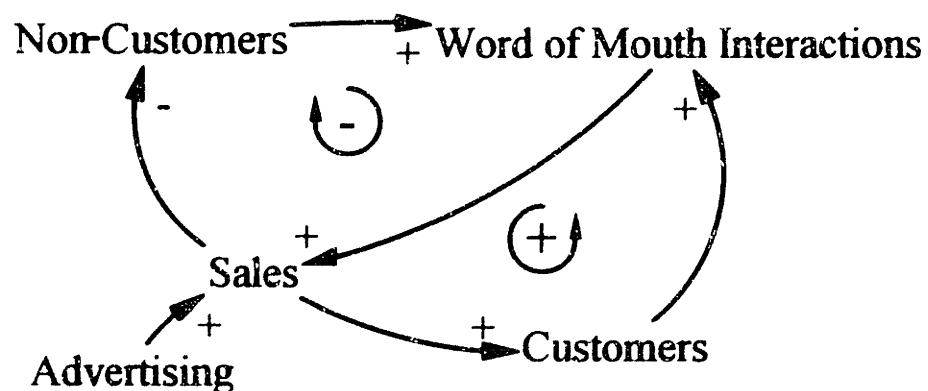 Non-Customers
+
Word of Mouth Interactions
-
-
+
+
+
Sales
+
+
Customers
Advertising